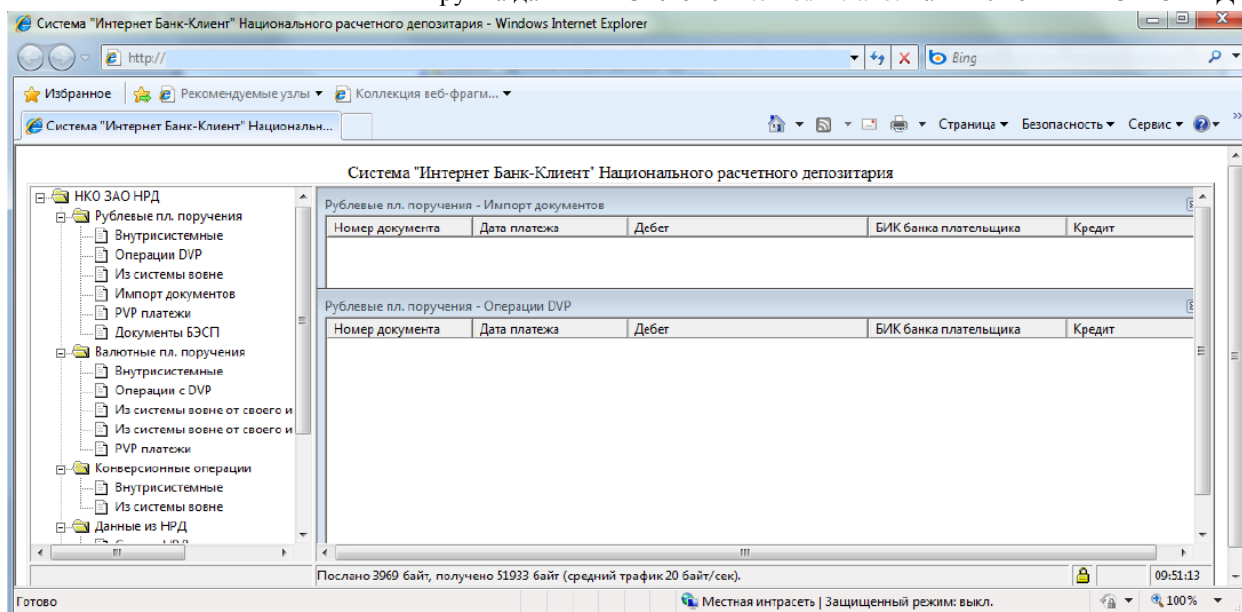 Система "Интернет Банк-Клиент" Национального расчетного депозитария - Windows Internet Explorer
http://
Bing
Избранное Рекомендуемые узлы Коллекция веб-фрагм...
Система "Интернет Банк-Клиент" Национальн...
Страница Безопасность Сервис
Система "Интернет Банк-Клиент" Национального расчетного депозитария
НКО ЗАО НРД
Рублевые пл. поручения
Внутрисистемные
Операции DVP
Из системы вовне
Импорт документов
PVP платежи
Документы БЭСП
Валютные пл. поручения
Внутрисистемные
Операции с DVP
Из системы вовне от своего и
Из системы вовне от своего и
PVP платежи
Конверсионные операции
Внутрисистемные
Из системы вовне
Данные из НРД
Рублевые пл. поручения - Импорт документов
Номер документа Дата платежа Дебет БИК банка плательщика Кредит
Рублевые пл. поручения - Операции DVP
Номер документа Дата платежа Дебет БИК банка плательщика Кредит
Послано 3969 байт, получено 51933 байт (средний трафик 20 байт/сек).
09:51:13
Готово
Местная интрасеть | Защищенный режим: выкл.
100%